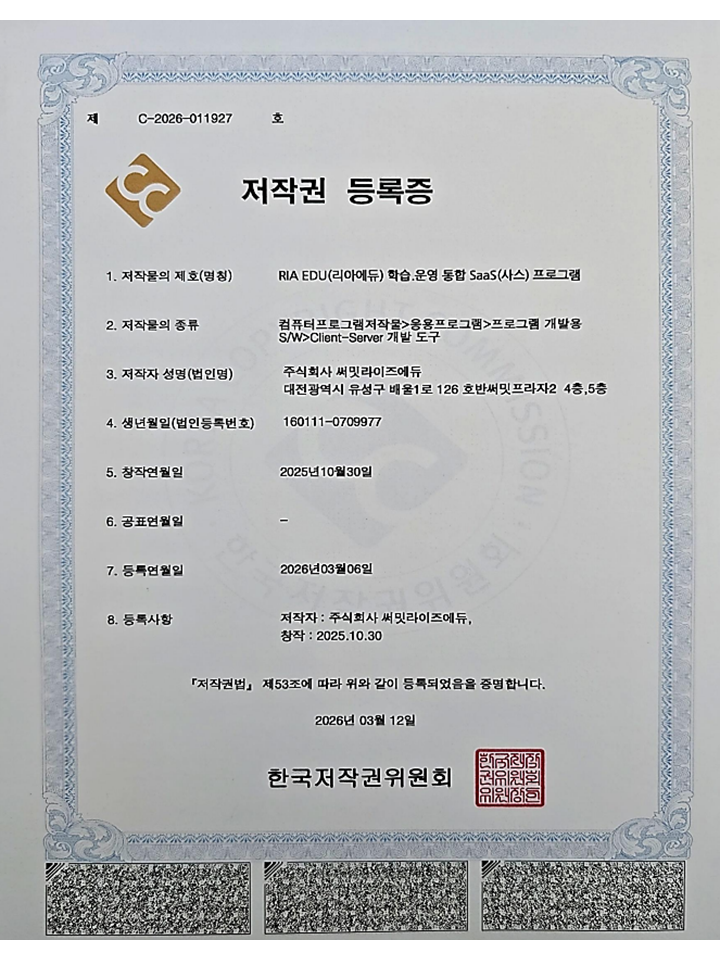 제 C-2026-011927 호
저작권 등록증
1. 저작물의 제호(명칭) RIA EDU(리아에듀) 학습.운영 통합 SaaS(사스) 프로그램
2. 저작물의 종류 컴퓨터프로그램저작물>응용프로그램>프로그램 개발용
S/W>Client-Server 개발 도구
3. 저작자 성명(법인명) 주식회사 써밋라이즈에듀
대전광역시 유성구 배울1로 126 호반써밋프라자2 4층,5층
4. 생년월일(법인등록번호) 160111-0709977
5. 창작연월일 2025년10월30일
6. 공표연월일 -
7. 등록연월일 2026년03월06일
8. 등록사항 저작자 : 주식회사 써밋라이즈에듀,
창작 : 2025.10.30
『저작권법』 제53조에 따라 위와 같이 등록되었음을 증명합니다.
2026년 03월 12일
한국저작권위원회
KOREA COPYRIGHT COMMISSION
한국저작권위원회